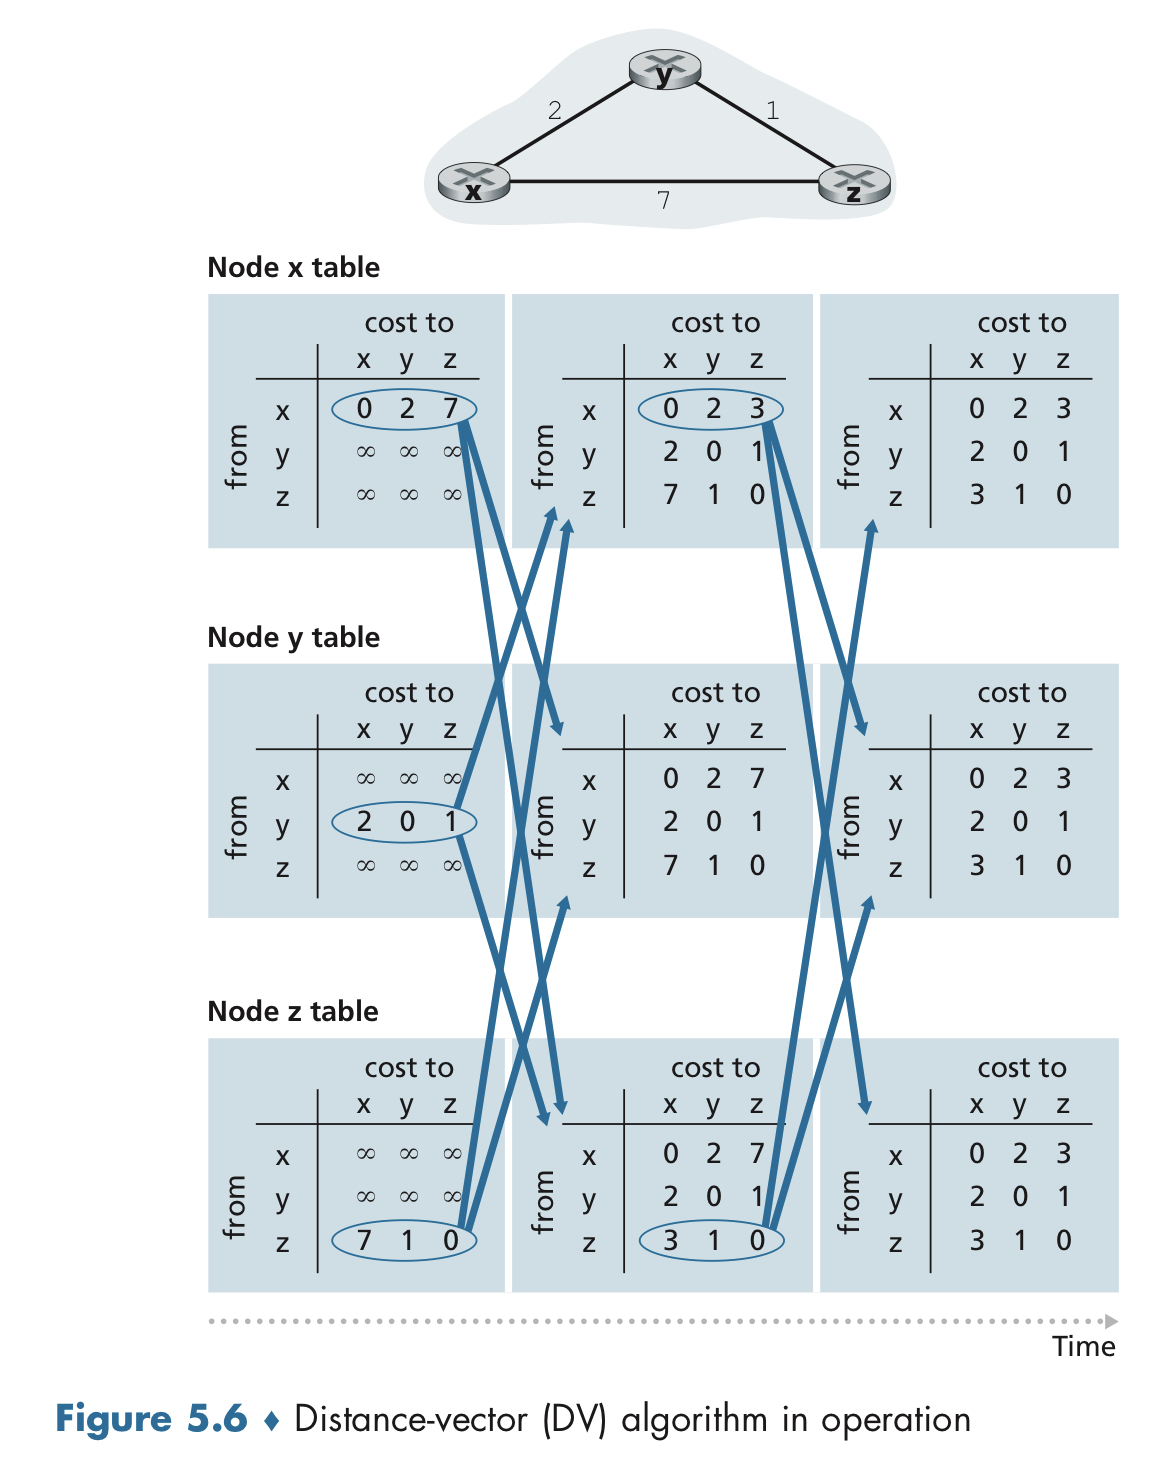 y
2 1
x z
7
Node x table
cost to cost to cost to
x y z x y z x y z
x 0 2 7 x 0 2 3 x 0 2 3
from y ∞ ∞ ∞ from y 2 0 1 from y 2 0 1
z ∞ ∞ ∞ z 7 1 0 z 3 1 0
Node y table
cost to cost to cost to
x y z x y z x y z
x ∞ ∞ ∞ x 0 2 7 x 0 2 3
from y 2 0 1 from y 2 0 1 from y 2 0 1
z ∞ ∞ ∞ z 7 1 0 z 3 1 0
Node z table
cost to cost to cost to
x y z x y z x y z
x ∞ ∞ ∞ x 0 2 7 x 0 2 3
from y ∞ ∞ ∞ from y 2 0 1 from y 2 0 1
z 7 1 0 z 3 1 0 z 3 1 0
Time
Figure 5.6 ♦ Distance-vector (DV) algorithm in operation